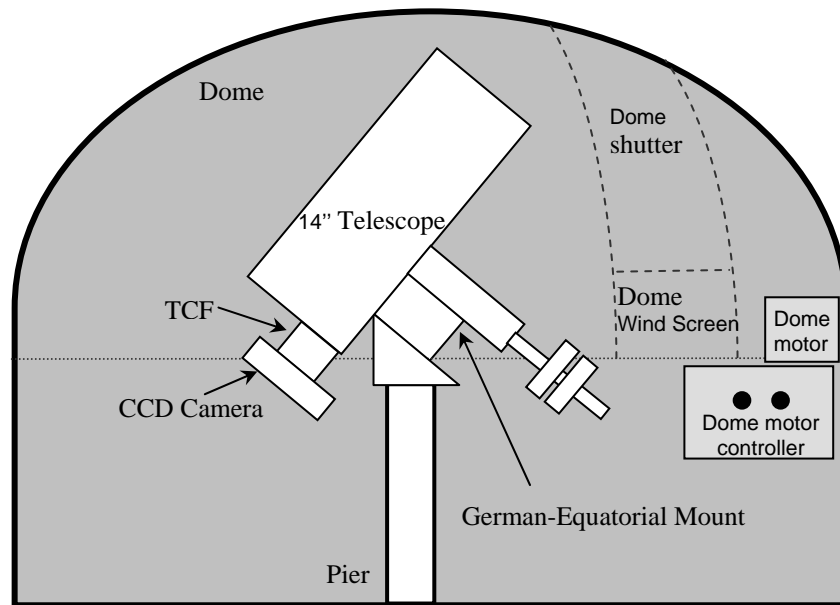 Dome
Dome
shutter
14'' Telescope
TCF
Dome
Wind Screen
Dome
motor
CCD Camera
Dome motor
controller
German-Equatorial Mount
Pier